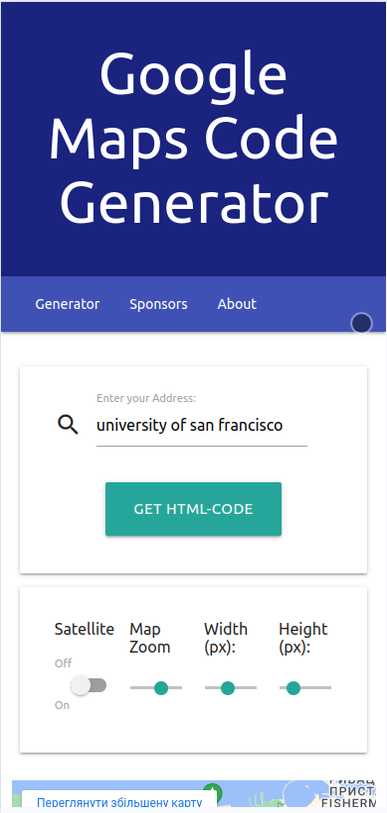 Google
Maps Code
Generator
Generator Sponsors About
Enter your Address:
university of san francisco
GET HTML-CODE
Satellite Map Zoom Width (px): Height (px):
Off
On
Переглянути збільшену карту
ПРИСТ
FISHERM